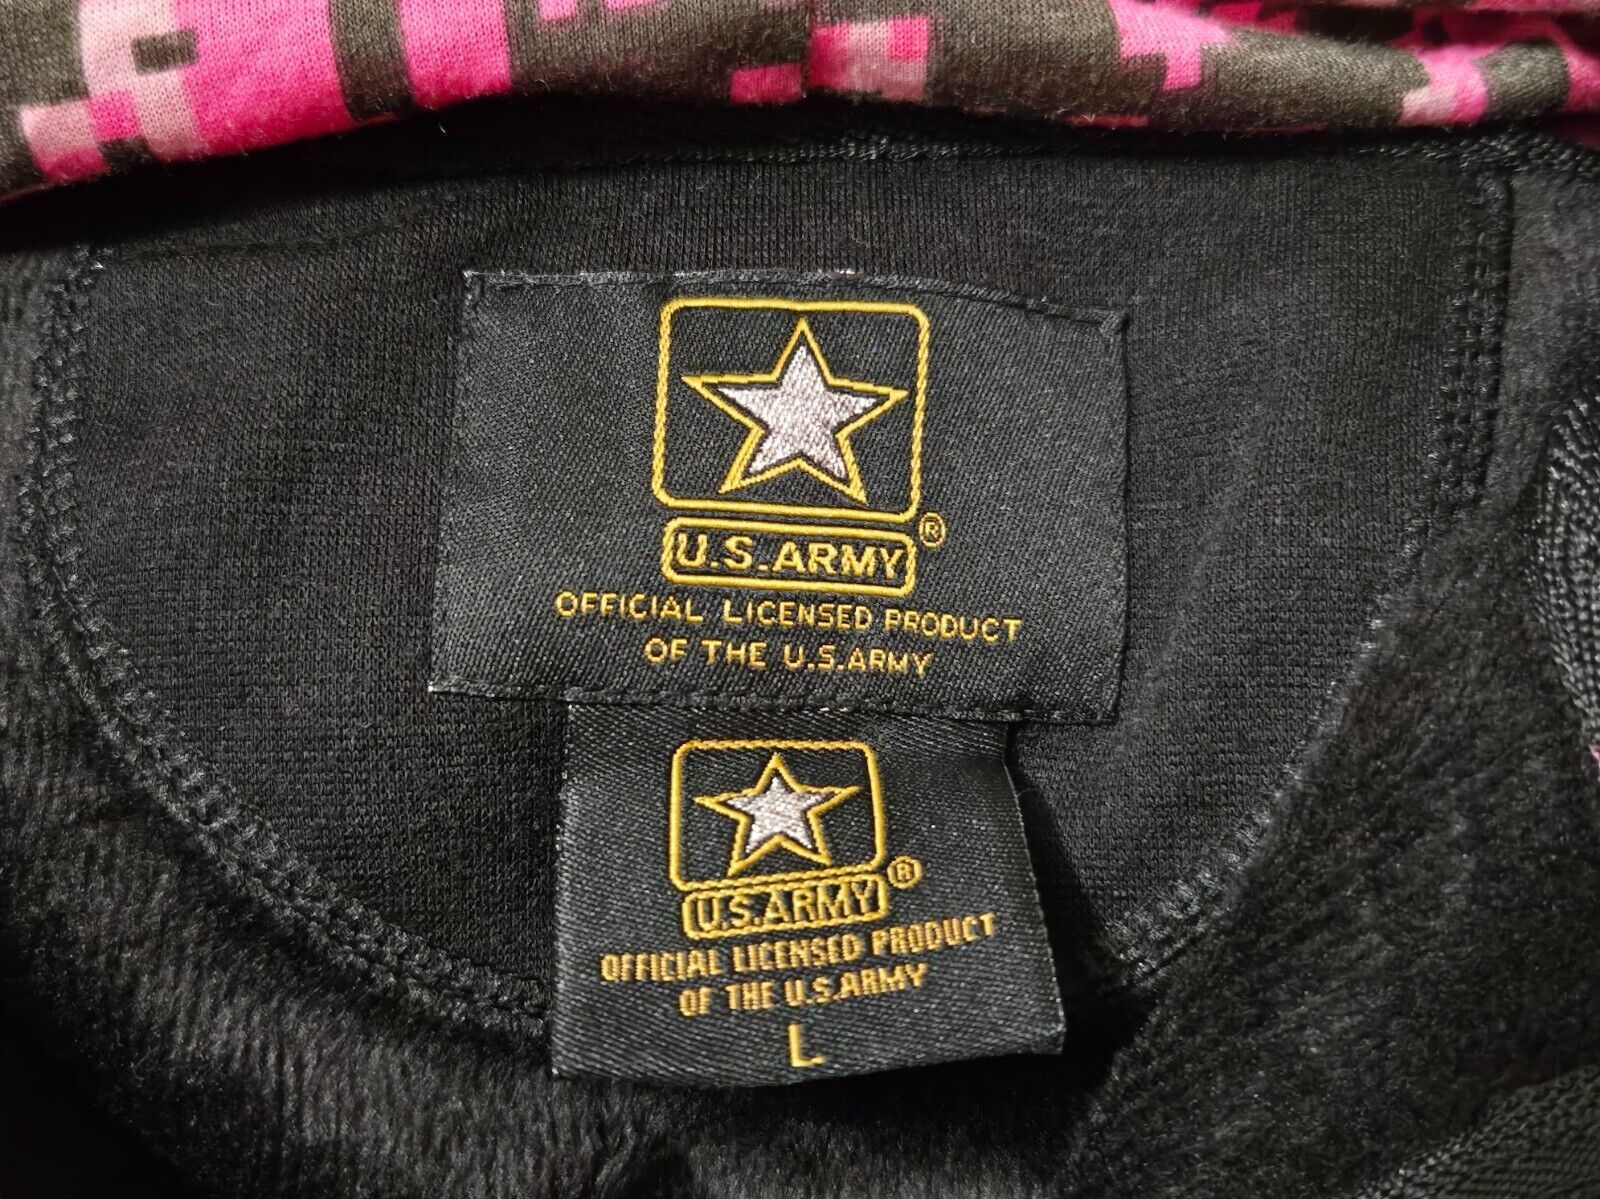 U.S.ARMY®
OFFICIAL LICENSED PRODUCT
OF THE U.S.ARMY
U.S.ARMY®
OFFICIAL LICENSED PRODUCT
OF THE U.S.ARMY
L